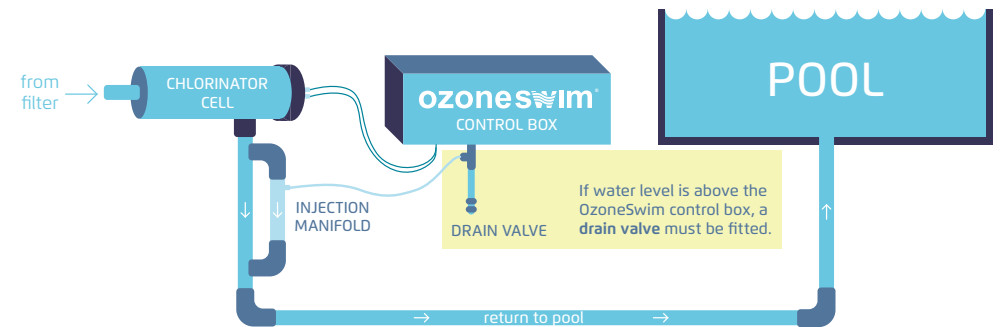 from
filter
CHLORINATOR
CELL
ozoneswim®
CONTROL BOX
POOL
INJECTION
MANIFOLD
DRAIN VALVE
If water level is above the
OzoneSwim control box, a
drain valve must be fitted.
return to pool